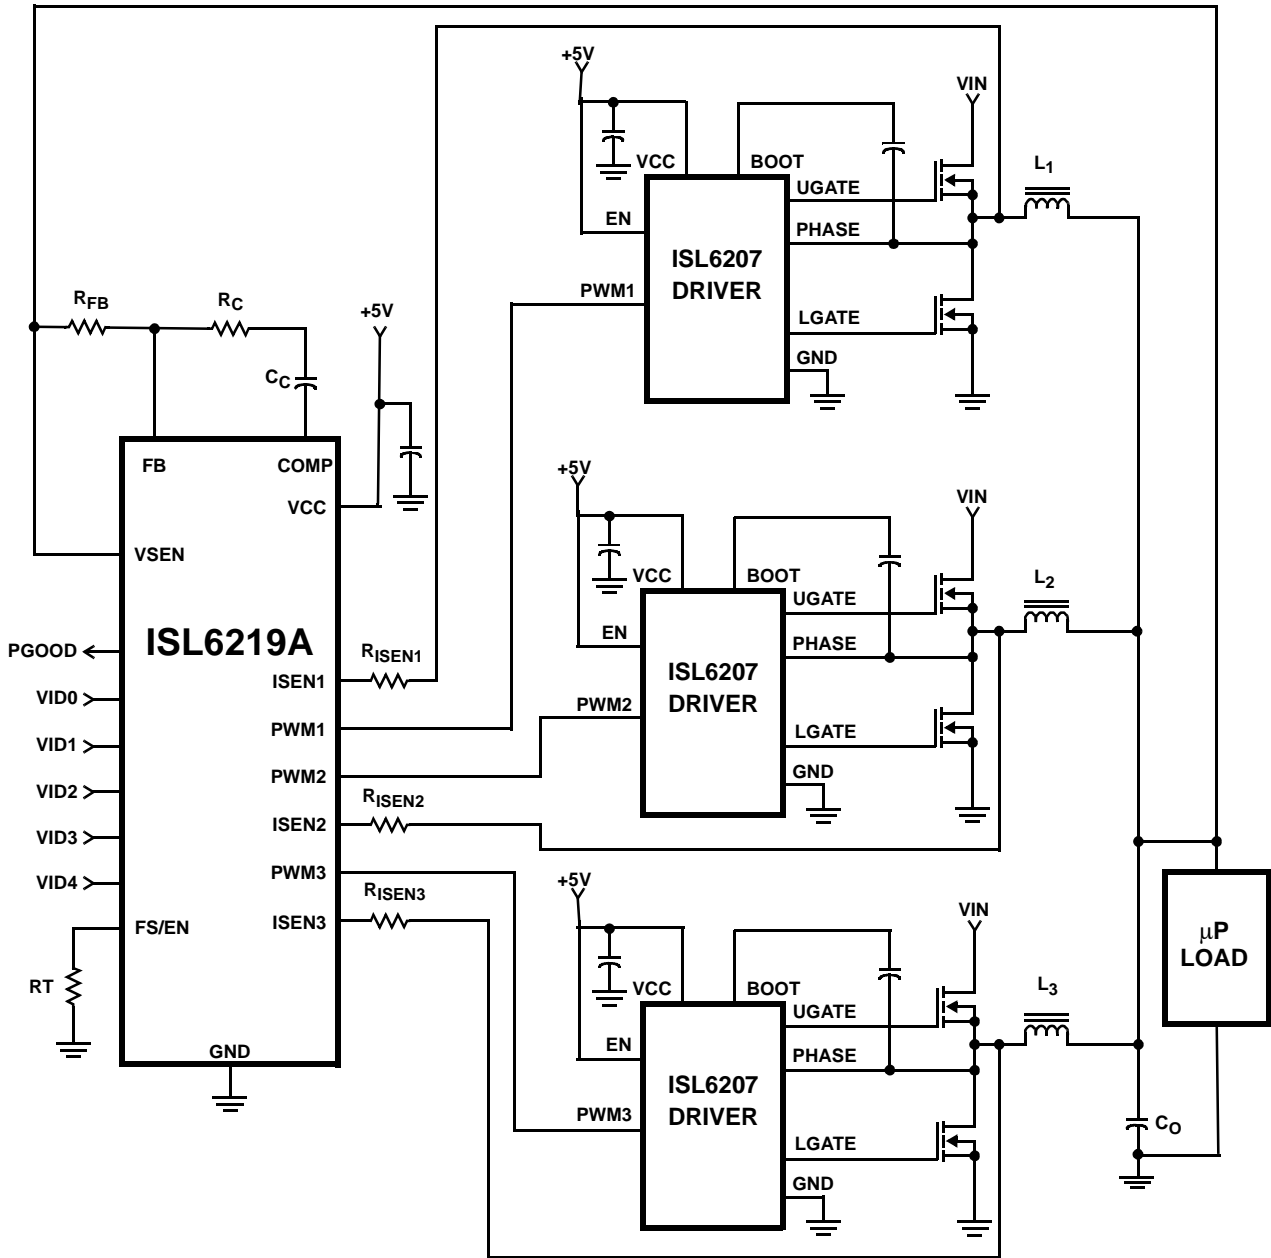 +5V
VIN
VCC
BOOT
L1
UGATE
EN
PHASE
ISL6207
DRIVER
PWM1
LGATE
GND
RFB
RC
+5V
CC
FB
COMP
VCC
VSEN
ISL6219A
PGOOD
VID0
VID1
VID2
VID3
VID4
FS/EN
RT
GND
ISEN1
RISEN1
PWM1
PWM2
ISEN2
RISEN2
PWM3
ISEN3
RISEN3
+5V
VIN
VCC
BOOT
L2
UGATE
EN
PHASE
ISL6207
DRIVER
PWM2
LGATE
GND
+5V
VIN
VCC
BOOT
L3
UGATE
EN
PHASE
ISL6207
DRIVER
PWM3
LGATE
GND
μP
LOAD
CO